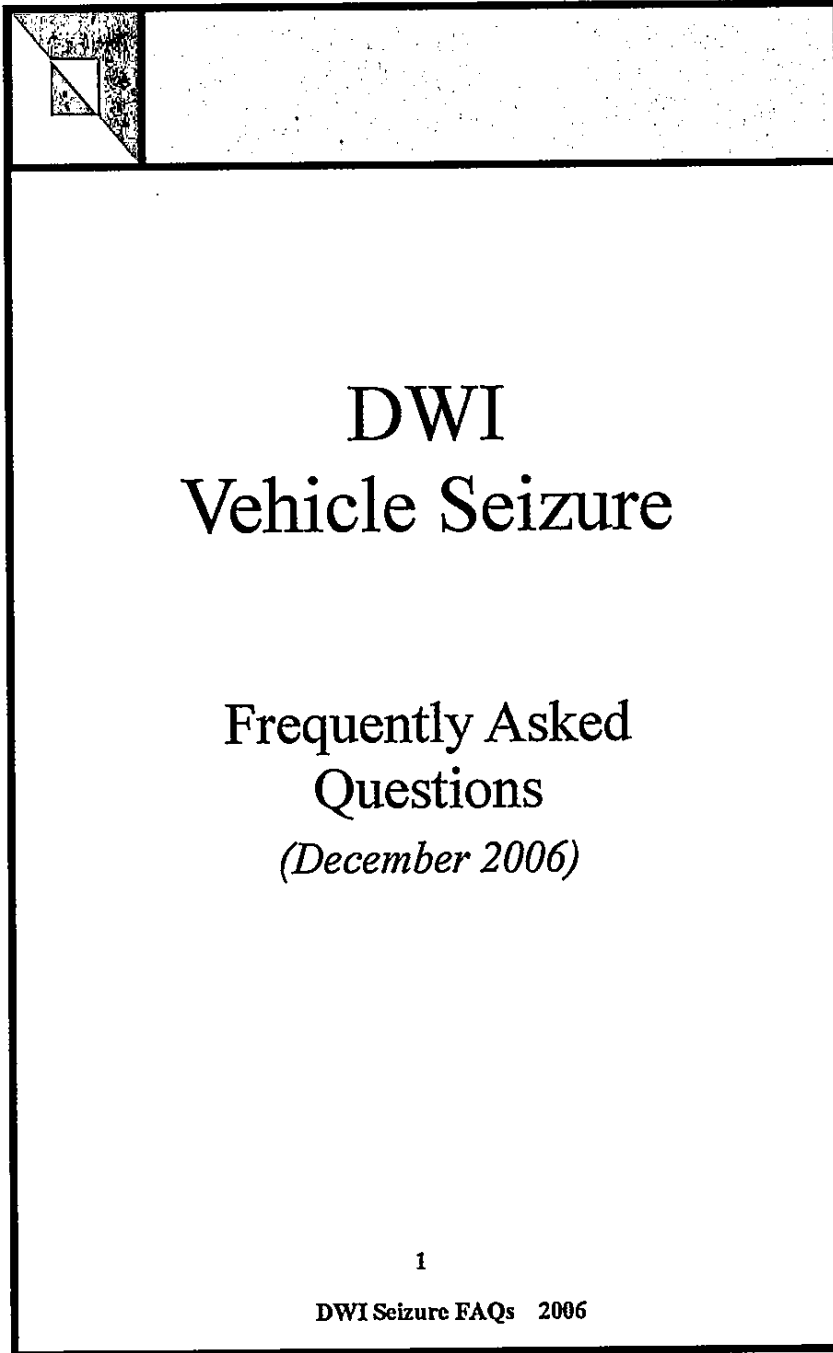 DWI
Vehicle Seizure
Frequently Asked
Questions
(December 2006)
1
DWI Seizure FAQs 2006